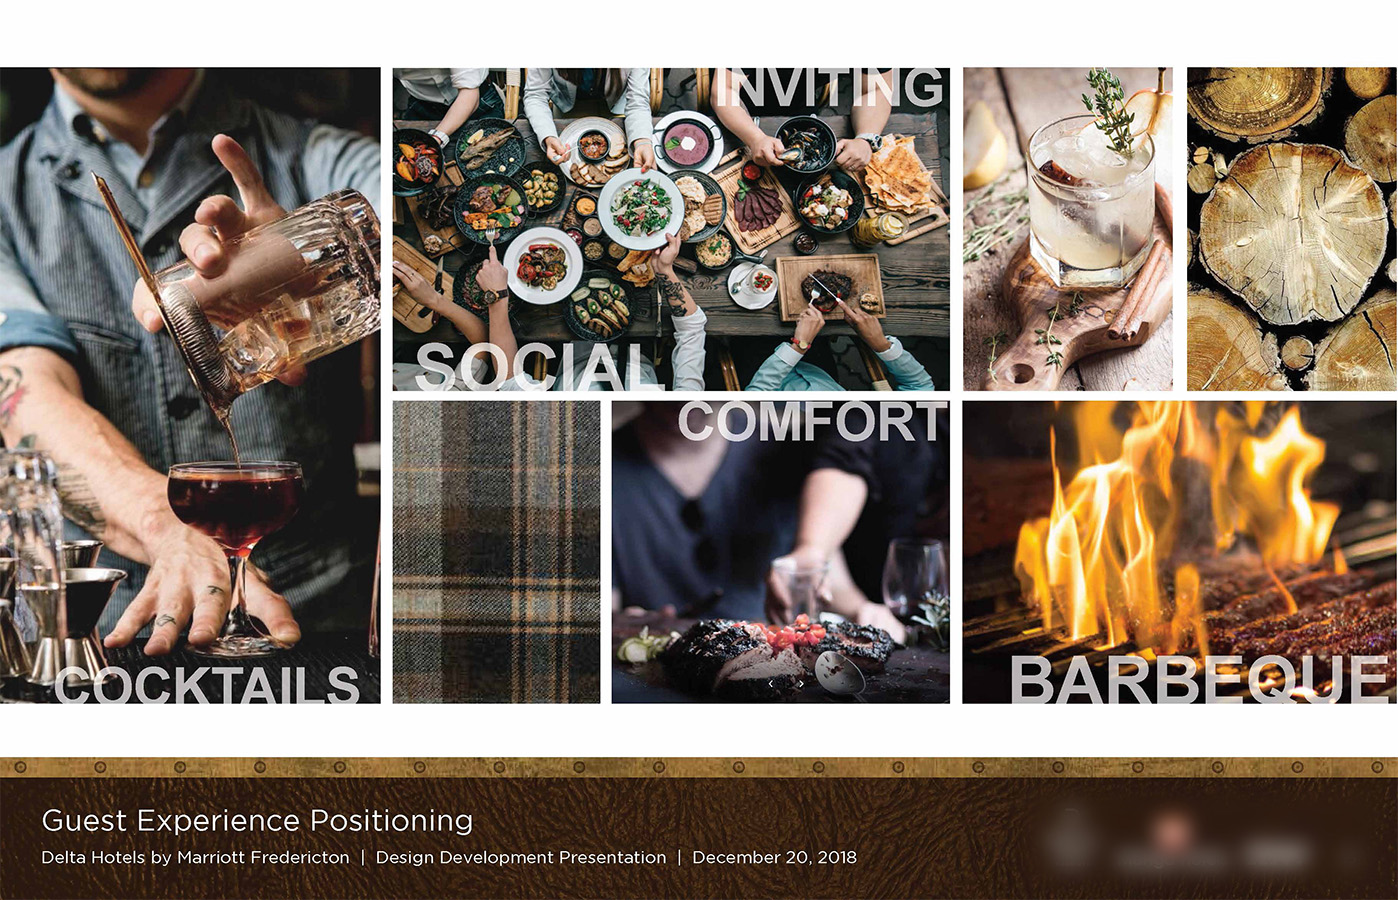 INVITING
SOCIAL
COMFORT
COCKTAILS
BARBEQUE
Guest Experience Positioning
Delta Hotels by Marriott Fredericton | Design Development Presentation | December 20, 2018